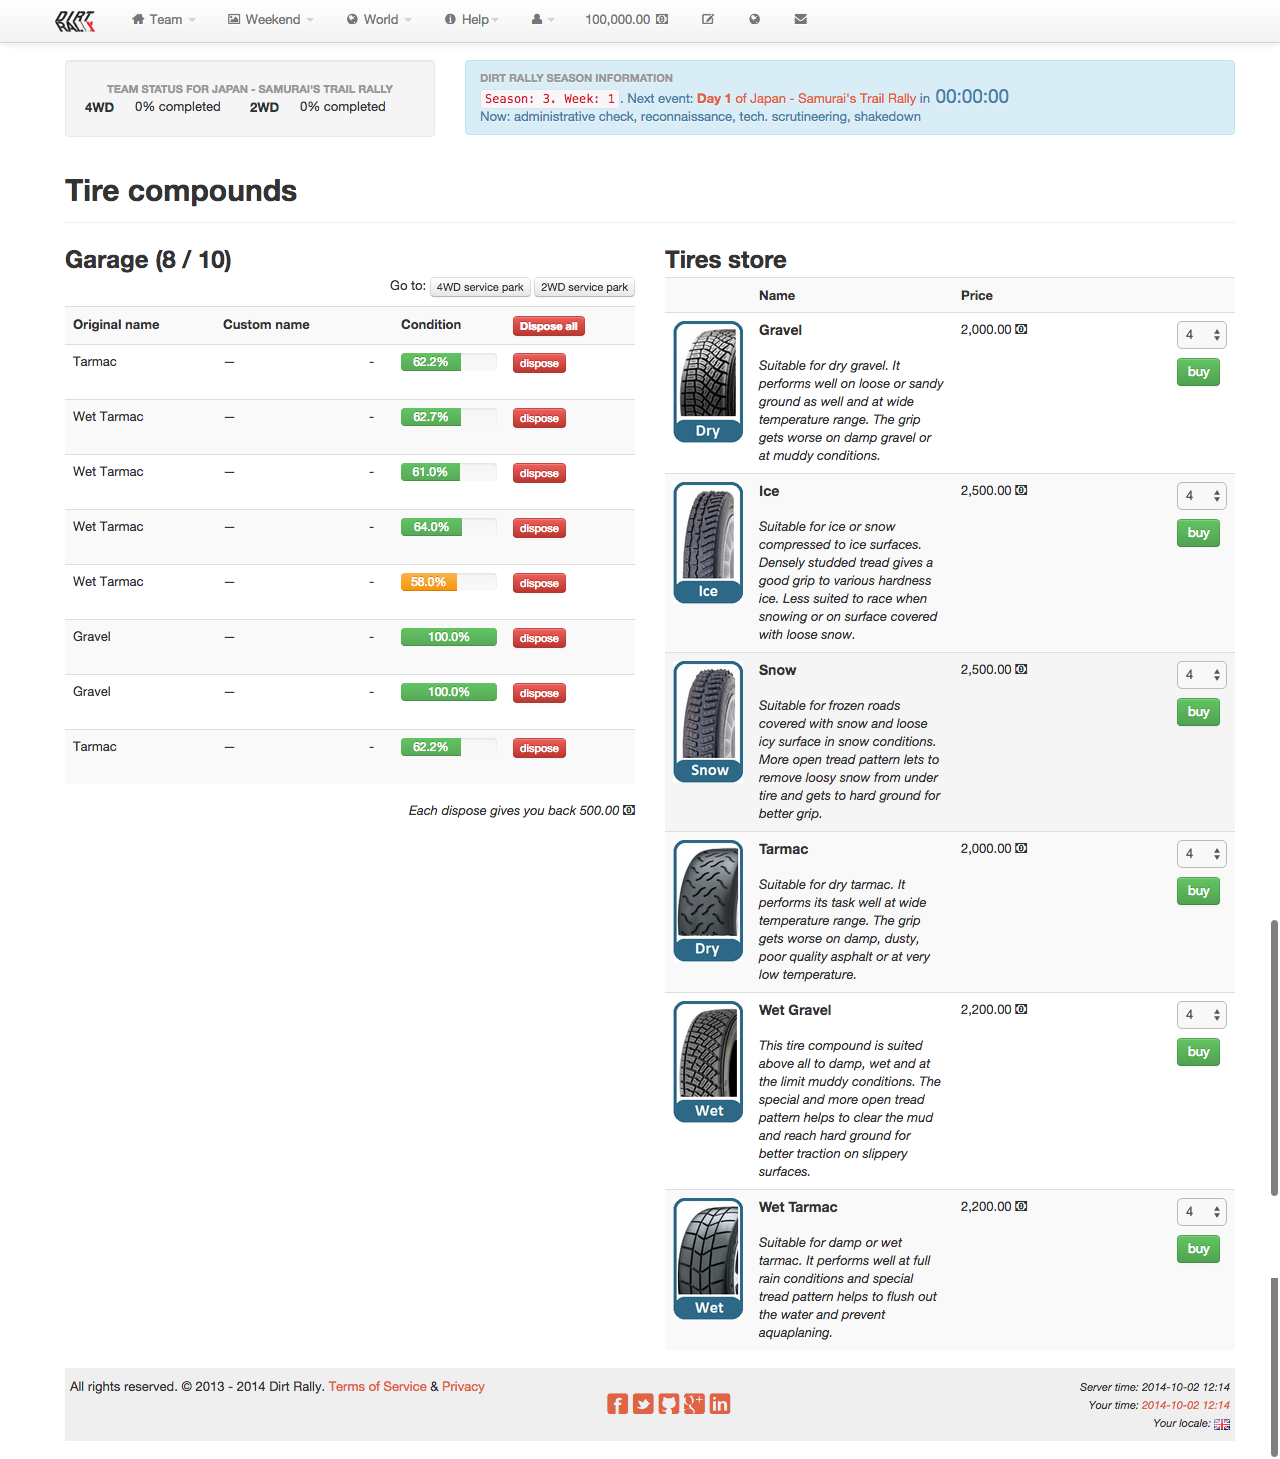 DIRT RALLY
Team
Weekend
World
Help
100,000.00
TEAM STATUS FOR JAPAN - SAMURAI'S TRAIL RALLY
4WD 0% completed 2WD 0% completed
DIRT RALLY SEASON INFORMATION
Season: 3. Week: 1. Next event: Day 1 of Japan - Samurai's Trail Rally in 00:00:00
Now: administrative check, reconnaissance, tech. scrutineering, shakedown
Tire compounds
Garage (8 / 10)
Go to: 4WD service park 2WD service park
Original name Custom name Condition Dispose all
Tarmac — - 62.2% dispose
Wet Tarmac — - 62.7% dispose
Wet Tarmac — - 61.0% dispose
Wet Tarmac — - 64.0% dispose
Wet Tarmac — - 58.0% dispose
Gravel — - 100.0% dispose
Gravel — - 100.0% dispose
Tarmac — - 62.2% dispose
Each dispose gives you back 500.00
Tires store
Name Price
Dry
Gravel 2,000.00 4
Suitable for dry gravel. It
performs well on loose or sandy
ground as well and at wide
temperature range. The grip
gets worse on damp gravel or
at muddy conditions.
buy
Ice
Ice 2,500.00 4
Suitable for ice or snow
compressed to ice surfaces.
Densely studded tread gives a
good grip to various hardness
ice. Less suited to race when
snowing or on surface covered
with loose snow.
buy
Snow
Snow 2,500.00 4
Suitable for frozen roads
covered with snow and loose
icy surface in snow conditions.
More open tread pattern lets to
remove loosy snow from under
tire and gets to hard ground for
better grip.
buy
Dry
Tarmac 2,000.00 4
Suitable for dry tarmac. It
performs its task well at wide
temperature range. The grip
gets worse on damp, dusty,
poor quality asphalt or at very
low temperature.
buy
Wet
Wet Gravel 2,200.00 4
This tire compound is suited
above all to damp, wet and at
the limit muddy conditions. The
special and more open tread
pattern helps to clear the mud
and reach hard ground for
better traction on slippery
surfaces.
buy
Wet
Wet Tarmac 2,200.00 4
Suitable for damp or wet
tarmac. It performs well at full
rain conditions and special
tread pattern helps to flush out
the water and prevent
aquaplaning.
buy
All rights reserved. © 2013 - 2014 Dirt Rally. Terms of Service & Privacy
Server time: 2014-10-02 12:14
Your time: 2014-10-02 12:14
Your locale: